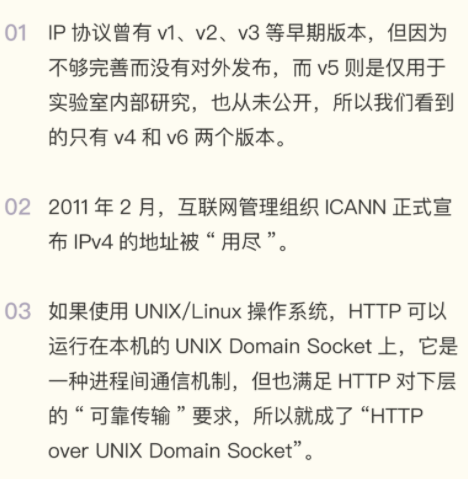 01 IP 协议曾有 v1、v2、v3 等早期版本，但因为
不够完善而没有对外发布，而 v5 则是仅用于
实验室内部研究，也从未公开，所以我们看到
的只有 v4 和 v6 两个版本。
02 2011 年 2 月，互联网管理组织 ICANN 正式宣
布 IPv4 的地址被 “ 用尽 ”。
03 如果使用 UNIX/Linux 操作系统，HTTP 可以
运行在本机的 UNIX Domain Socket 上，它是
一种进程间通信机制，但也满足 HTTP 对下层
的 “ 可靠传输 ” 要求，所以就成了 “HTTP
over UNIX Domain Socket”。